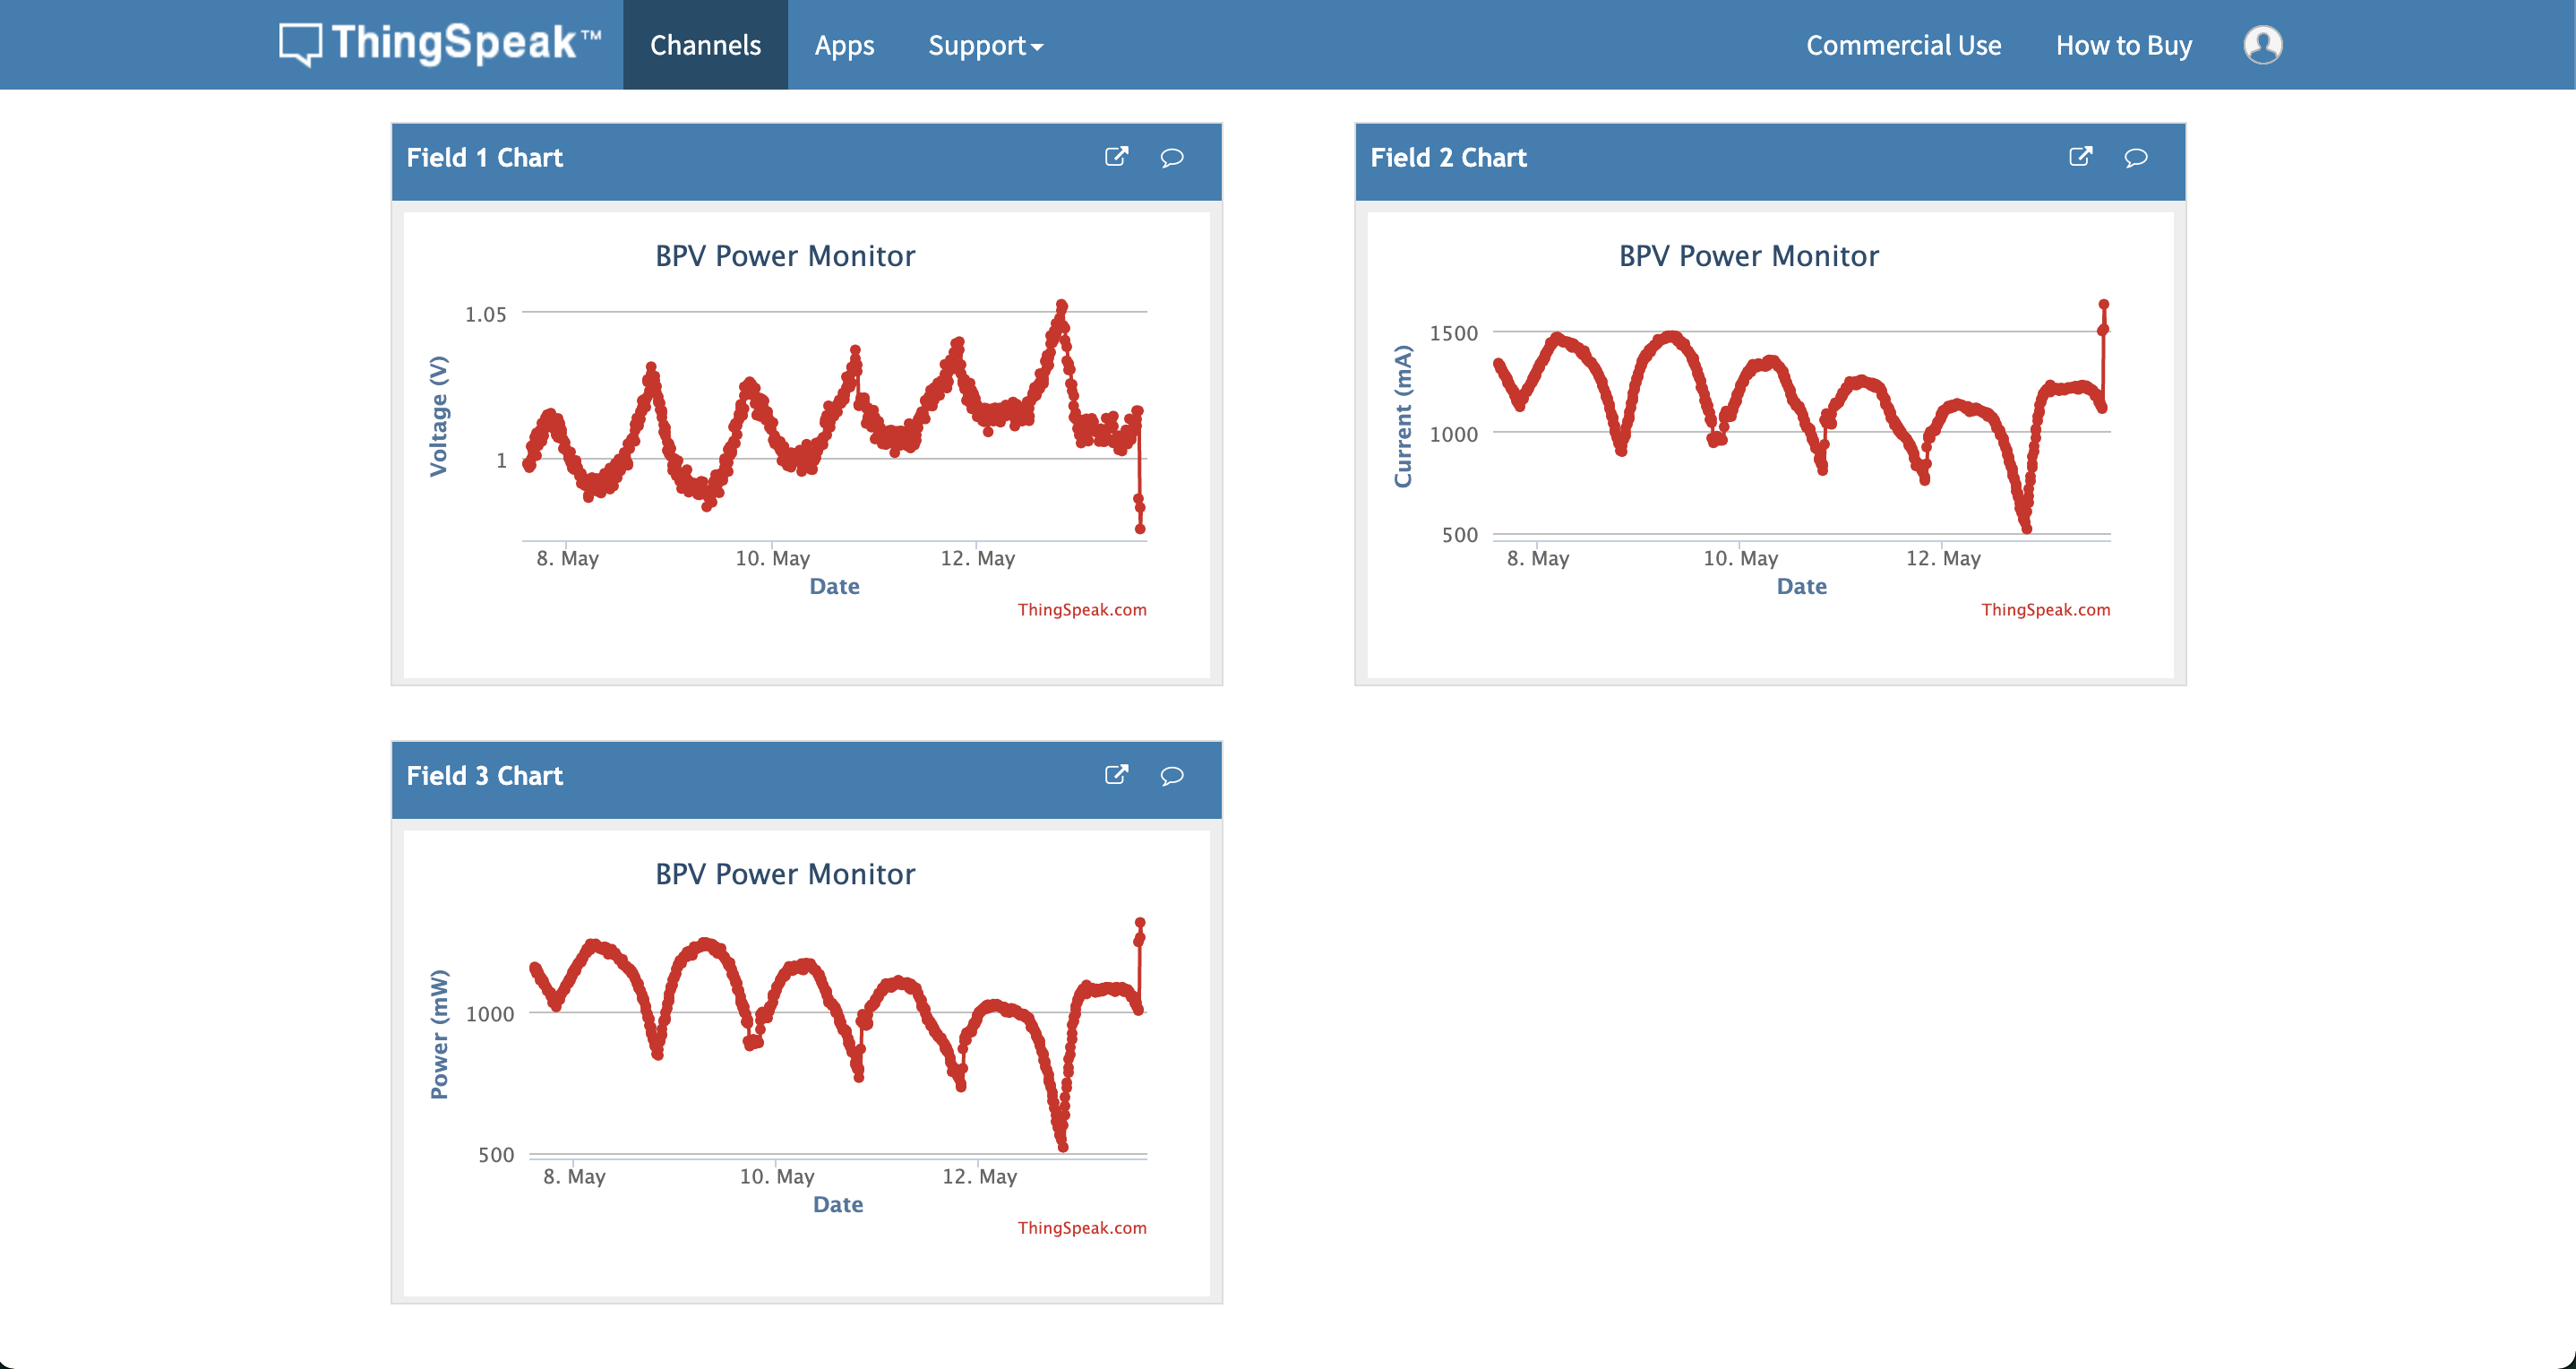 ThingSpeak™ Channels Apps Support Commercial Use How to Buy
Field 1 Chart
BPV Power Monitor
Voltage (V)
1.05
1
8. May 10. May 12. May
Date
ThingSpeak.com
Field 2 Chart
BPV Power Monitor
Current (mA)
1500
1000
500
8. May 10. May 12. May
Date
ThingSpeak.com
Field 3 Chart
BPV Power Monitor
Power (mW)
1000
500
8. May 10. May 12. May
Date
ThingSpeak.com